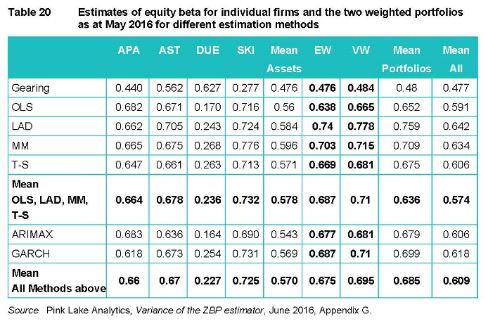 Table 20 Estimates of equity beta for individual firms and the two weighted portfolios
as at May 2016 for different estimation methods
APA AST DUE SKI Mean Assets EW VW Mean Portfolios Mean All
Gearing 0.440 0.562 0.627 0.277 0.476 0.476 0.484 0.48 0.477
OLS 0.682 0.671 0.170 0.716 0.56 0.638 0.665 0.652 0.591
LAD 0.662 0.705 0.243 0.724 0.584 0.74 0.778 0.759 0.642
MM 0.665 0.675 0.268 0.776 0.596 0.703 0.715 0.709 0.634
T-S 0.647 0.661 0.263 0.713 0.571 0.669 0.681 0.675 0.606
Mean
OLS, LAD, MM, 0.664 0.678 0.236 0.732 0.578 0.687 0.71 0.636 0.574
T-S
ARIMAX 0.683 0.636 0.164 0.690 0.543 0.677 0.681 0.679 0.606
GARCH 0.618 0.673 0.254 0.731 0.569 0.687 0.71 0.699 0.618
Mean
All Methods above 0.66 0.67 0.227 0.725 0.570 0.675 0.695 0.685 0.609
Source Pink Lake Analytics, Variance of the ZBP estimator, June 2016, Appendix G.